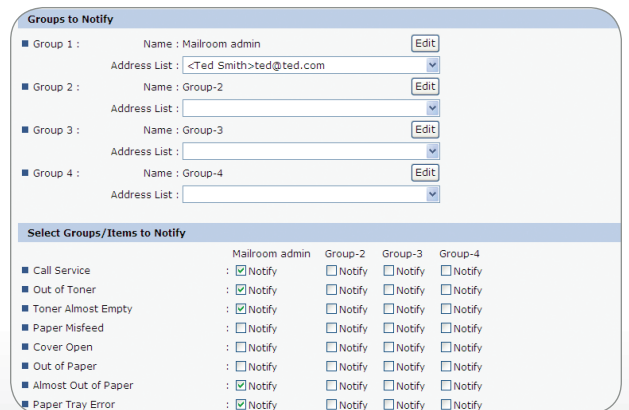 Groups to Notify
Group 1 : Name : Mailroom admin Edit
Address List : <Ted Smith>ted@ted.com
Group 2 : Name : Group-2 Edit
Address List :
Group 3 : Name : Group-3 Edit
Address List :
Group 4 : Name : Group-4 Edit
Address List :
Select Groups/Items to Notify
Mailroom admin Group-2 Group-3 Group-4
Call Service : Notify Notify Notify Notify
Out of Toner : Notify Notify Notify Notify
Toner Almost Empty : Notify Notify Notify Notify
Paper Misfeed : Notify Notify Notify Notify
Cover Open : Notify Notify Notify Notify
Out of Paper : Notify Notify Notify Notify
Almost Out of Paper : Notify Notify Notify Notify
Paper Tray Error : Notify Notify Notify Notify